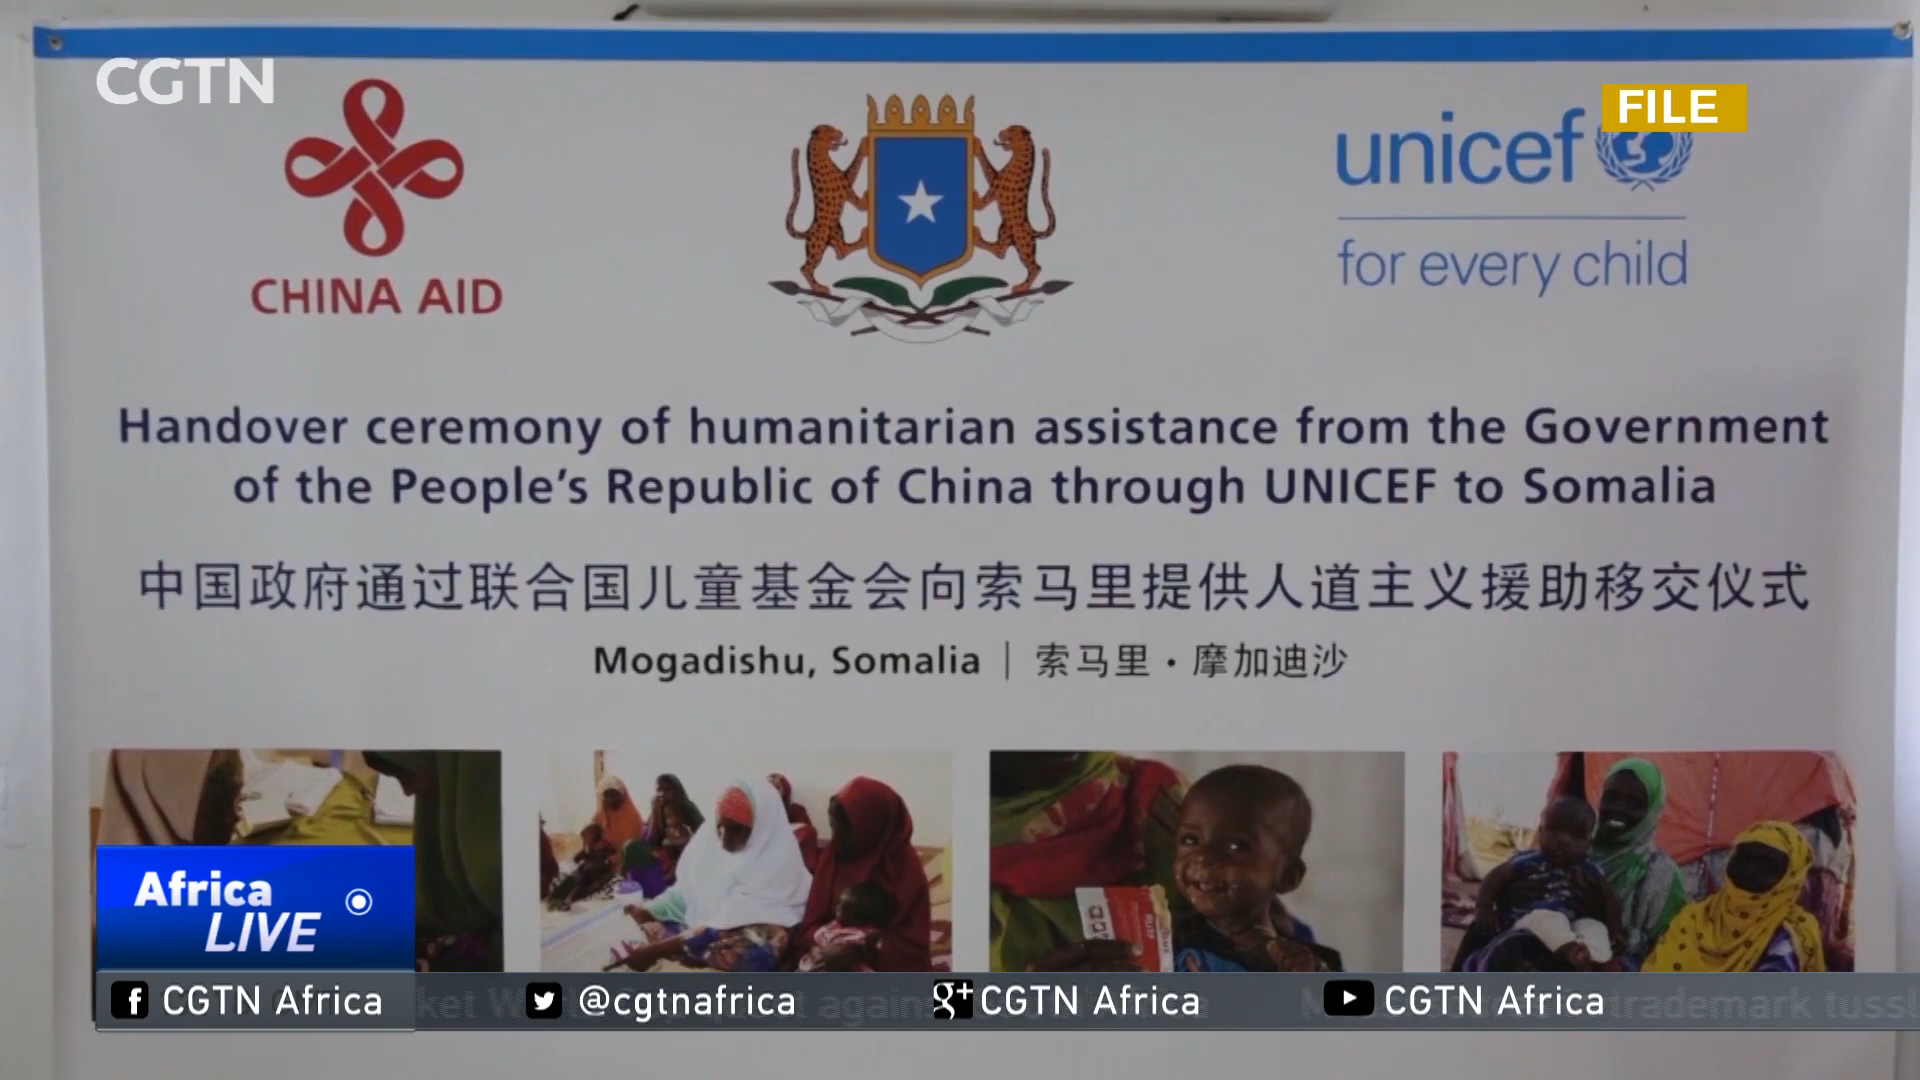 CGTN
FILE
CHINA AID
unicef
for every child
Handover ceremony of humanitarian assistance from the Government
of the People's Republic of China through UNICEF to Somalia
中国政府通过联合国儿童基金会向索马里提供人道主义援助移交仪式
Mogadishu, Somalia | 索马里·摩加迪沙
Africa
LIVE
CGTN Africa @cgtnafrica CGTN Africa CGTN Africa
trademark